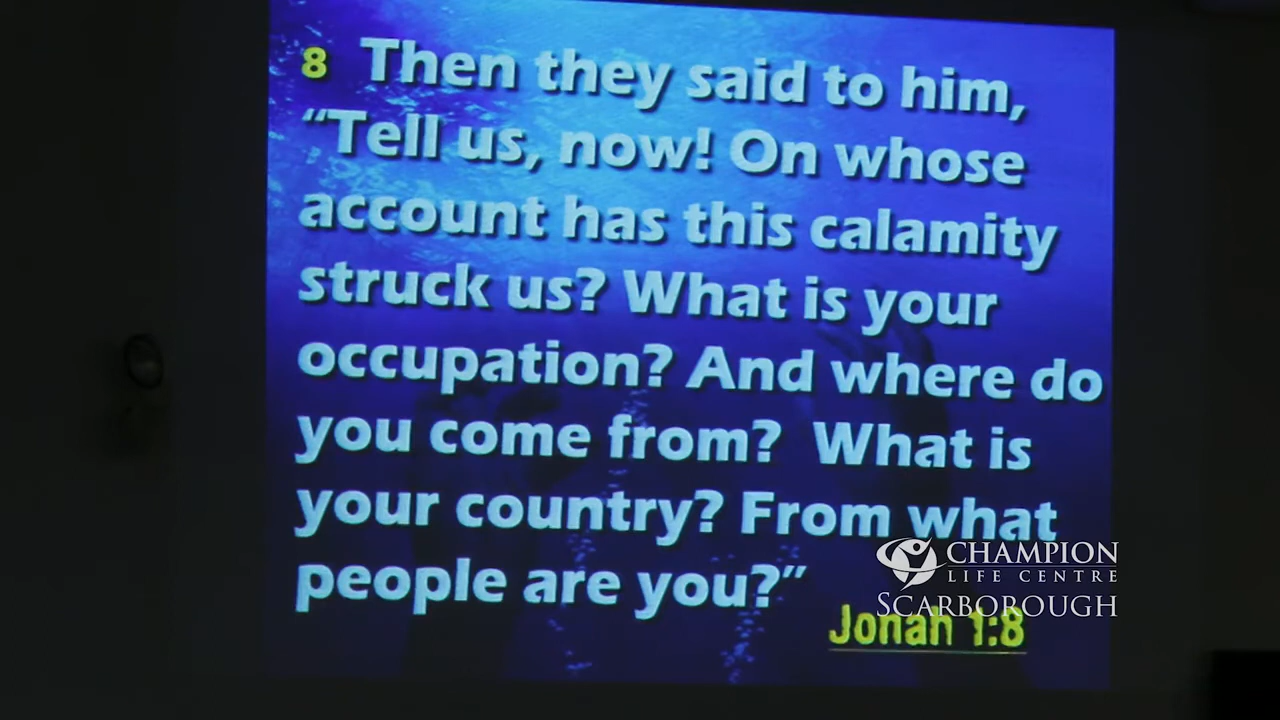 8 Then they said to him,
“Tell us, now! On whose
account has this calamity
struck us? What is your
occupation? And where do
you come from? What is
your country? From what
people are you?”
CHAMPION
LIFE CENTRE
SCARBOROUGH
Jonah 1:8